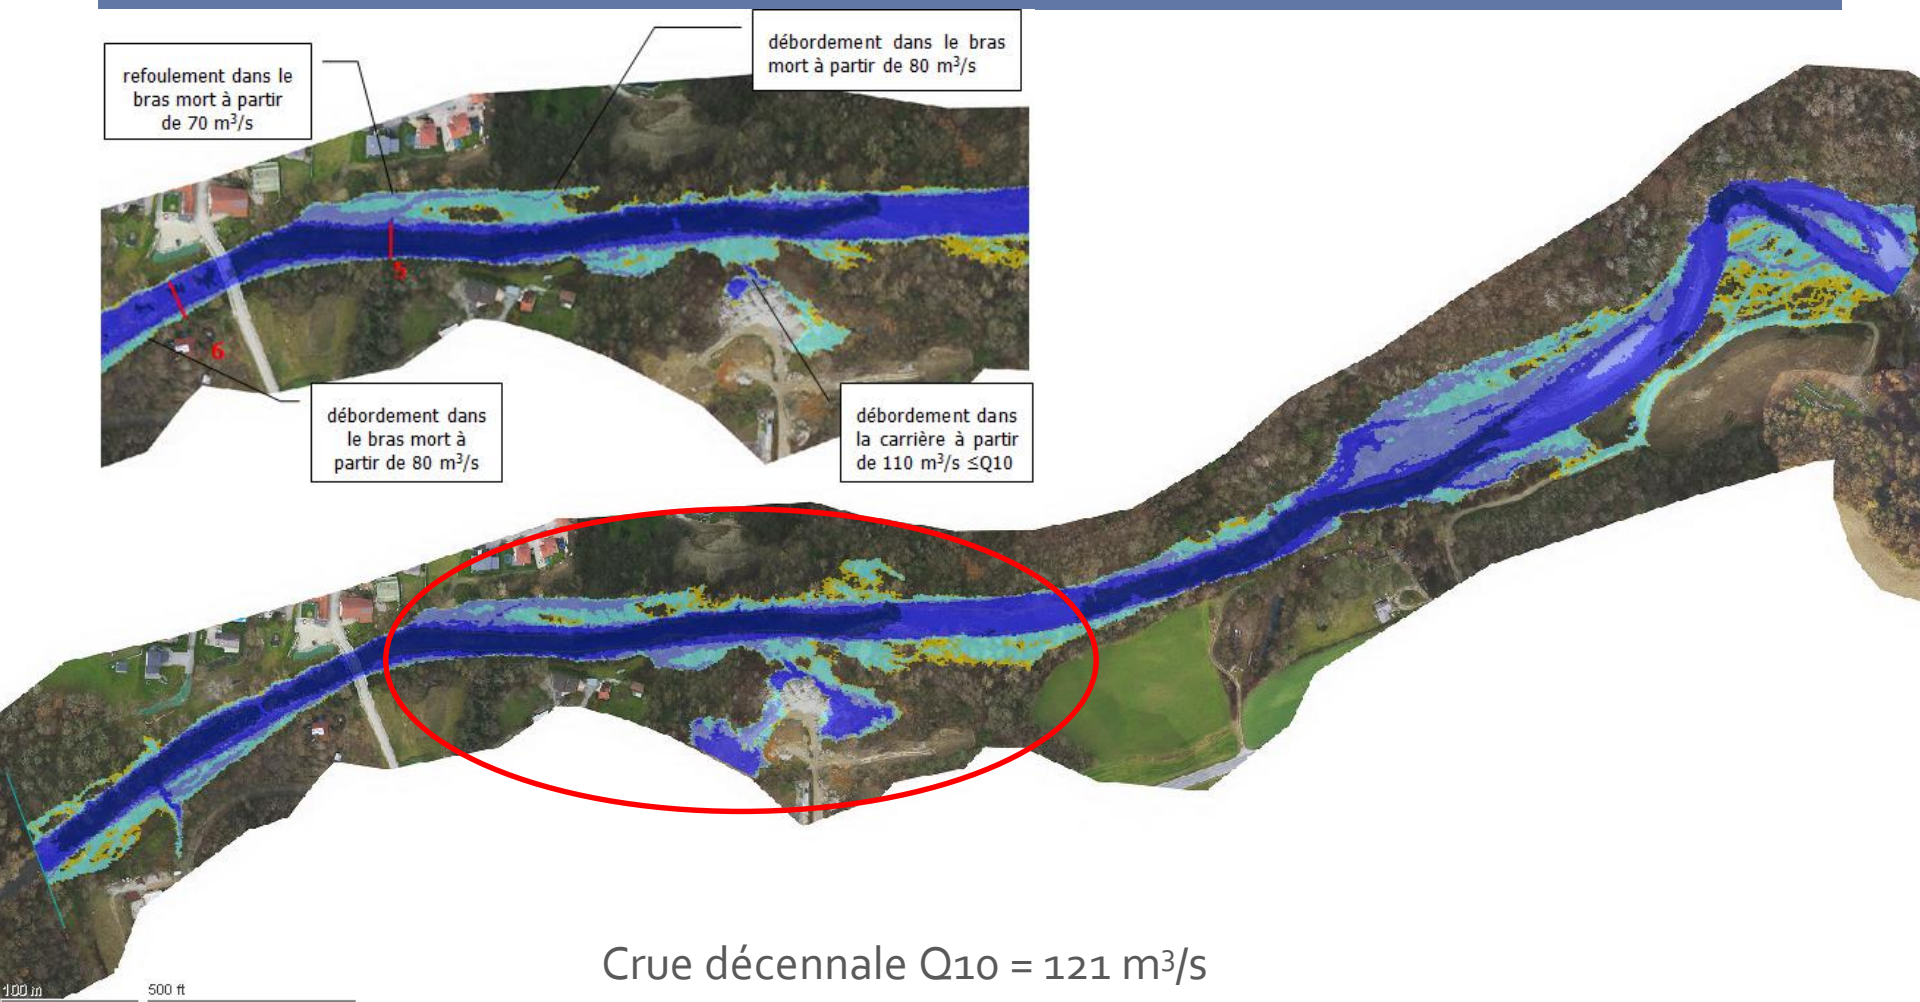 débordement dans le bras
mort à partir de 80 m³/s
refoulement dans le
bras mort à partir
de 70 m³/s
5
6
débordement dans
le bras mort à
partir de 80 m³/s
débordement dans
la carrière à partir
de 110 m³/s ≤Q10
Crue décennale Q10 = 121 m³/s
100 m
500 ft